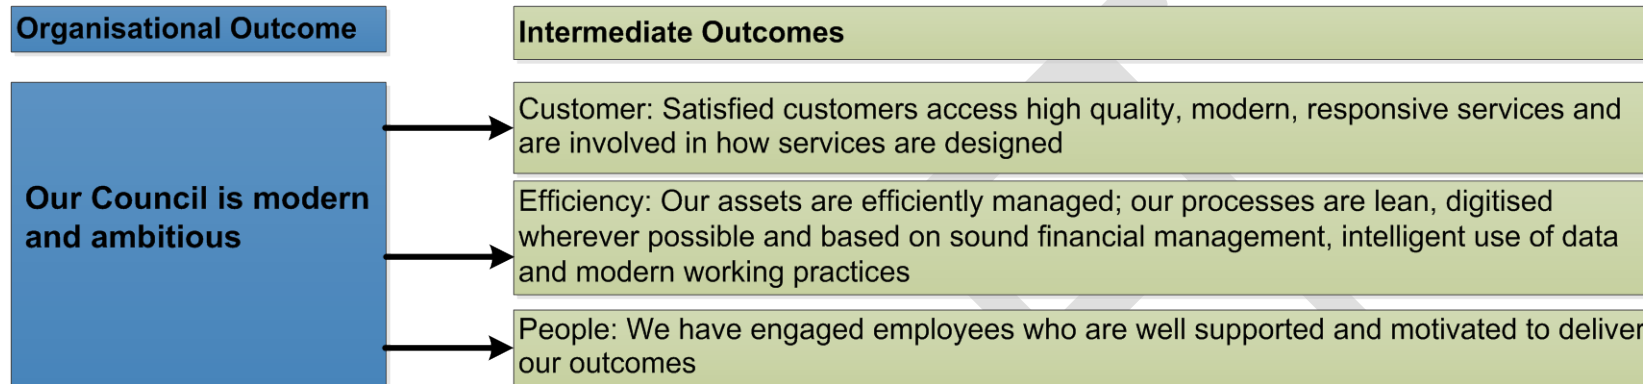 Organisational Outcome
Intermediate Outcomes
Our Council is modern
and ambitious
Customer: Satisfied customers access high quality, modern, responsive services and
are involved in how services are designed
Efficiency: Our assets are efficiently managed; our processes are lean, digitised
wherever possible and based on sound financial management, intelligent use of data
and modern working practices
People: We have engaged employees who are well supported and motivated to deliver
our outcomes